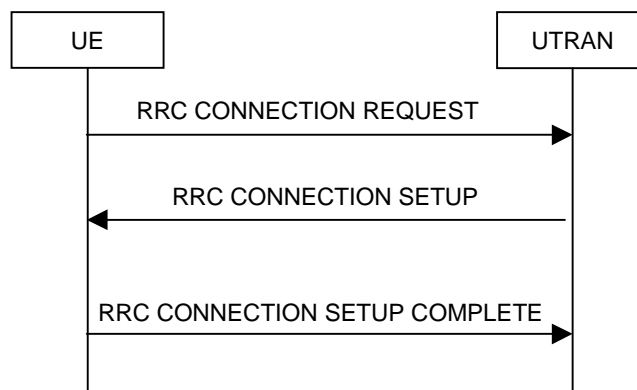 UE
UTRAN
RRC CONNECTION REQUEST
RRC CONNECTION SETUP
RRC CONNECTION SETUP COMPLETE